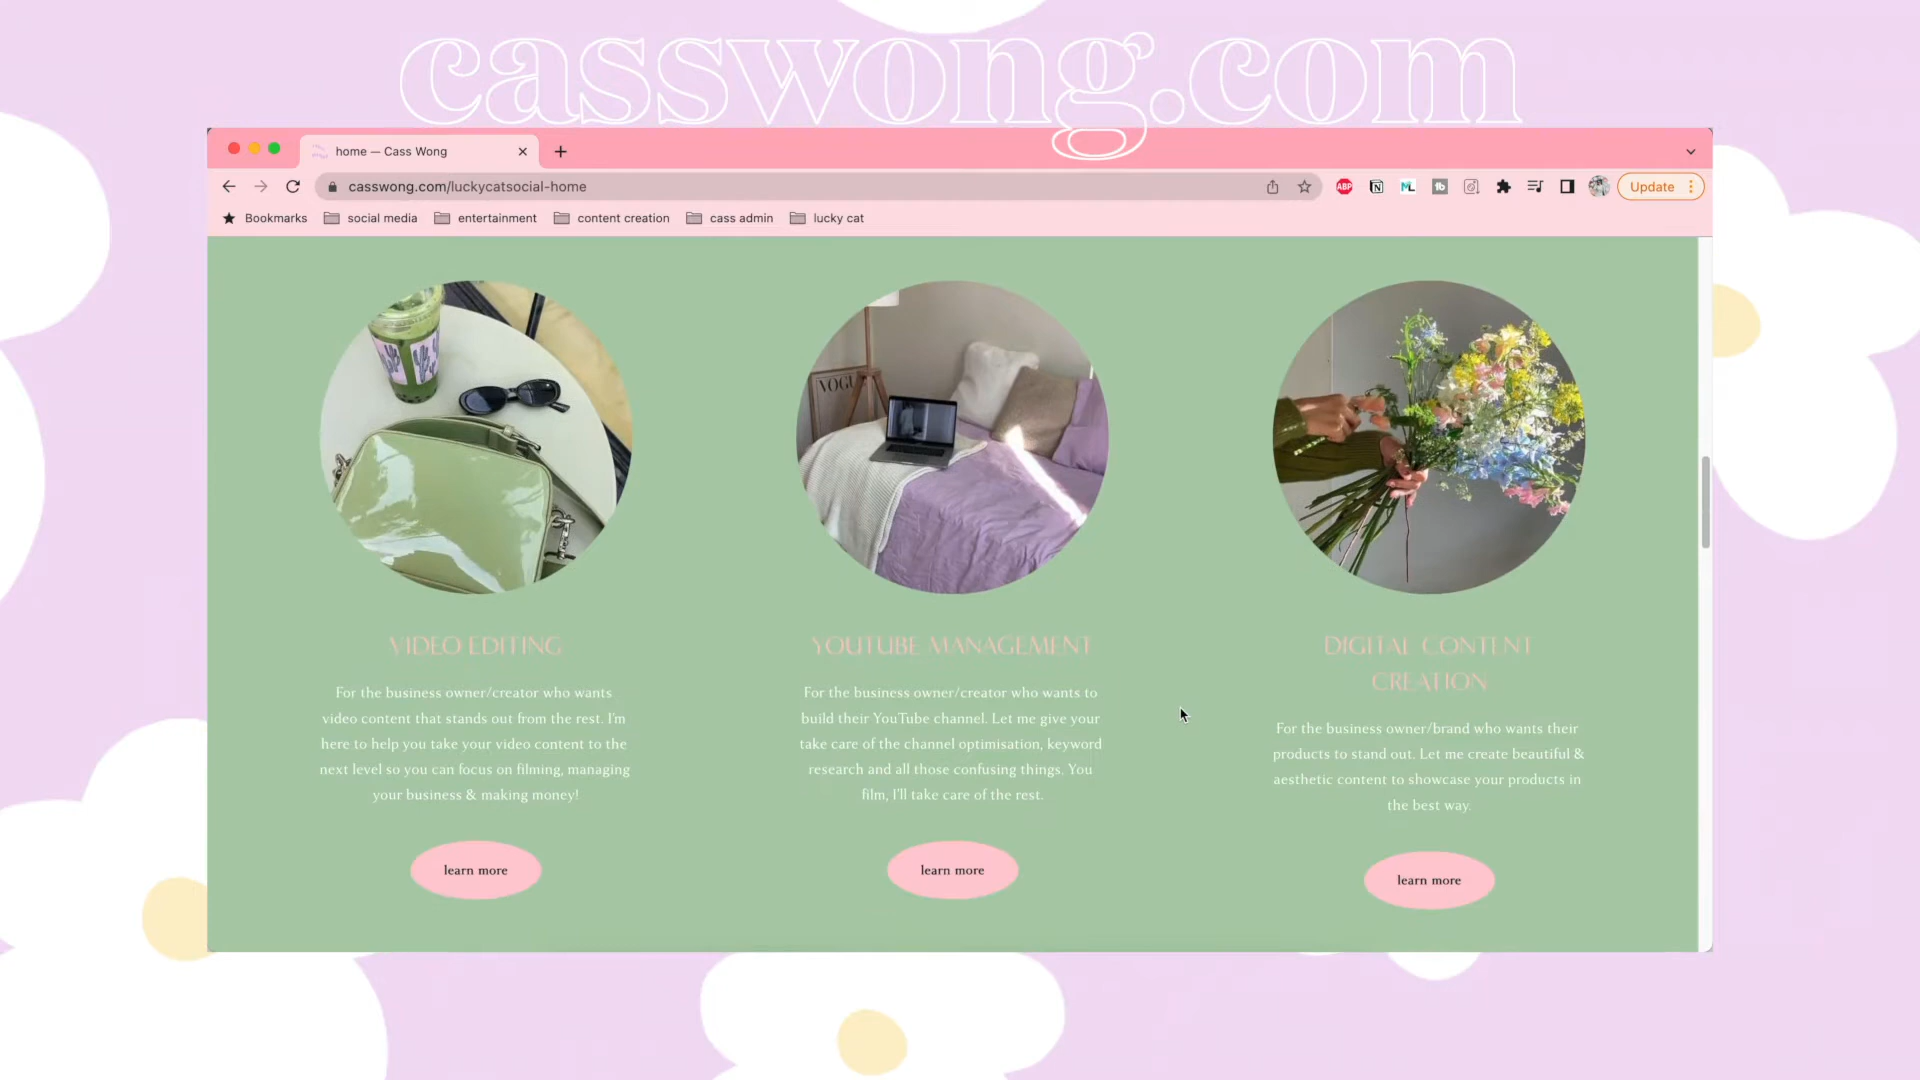 casswong.com
home — Cass Wong
casswong.com/luckycatsocial-home
ABP
Update
Bookmarks
social media
entertainment
content creation
cass admin
lucky cat
VOGU
VIDEO EDITING
For the business owner/creator who wants
video content that stands out from the rest. I'm
here to help you take your video content to the
next level so you can focus on filming, managing
your business & making money!
learn more
YOUTUBE MANAGEMENT
For the business owner/creator who wants to
build their YouTube channel. Let me give your
take care of the channel optimisation, keyword
research and all those confusing things. You
film, I'll take care of the rest.
learn more
DIGITAL CONTENT
CREATION
For the business owner/brand who wants their
products to stand out. Let me create beautiful &
aesthetic content to showcase your products in
the best way.
learn more